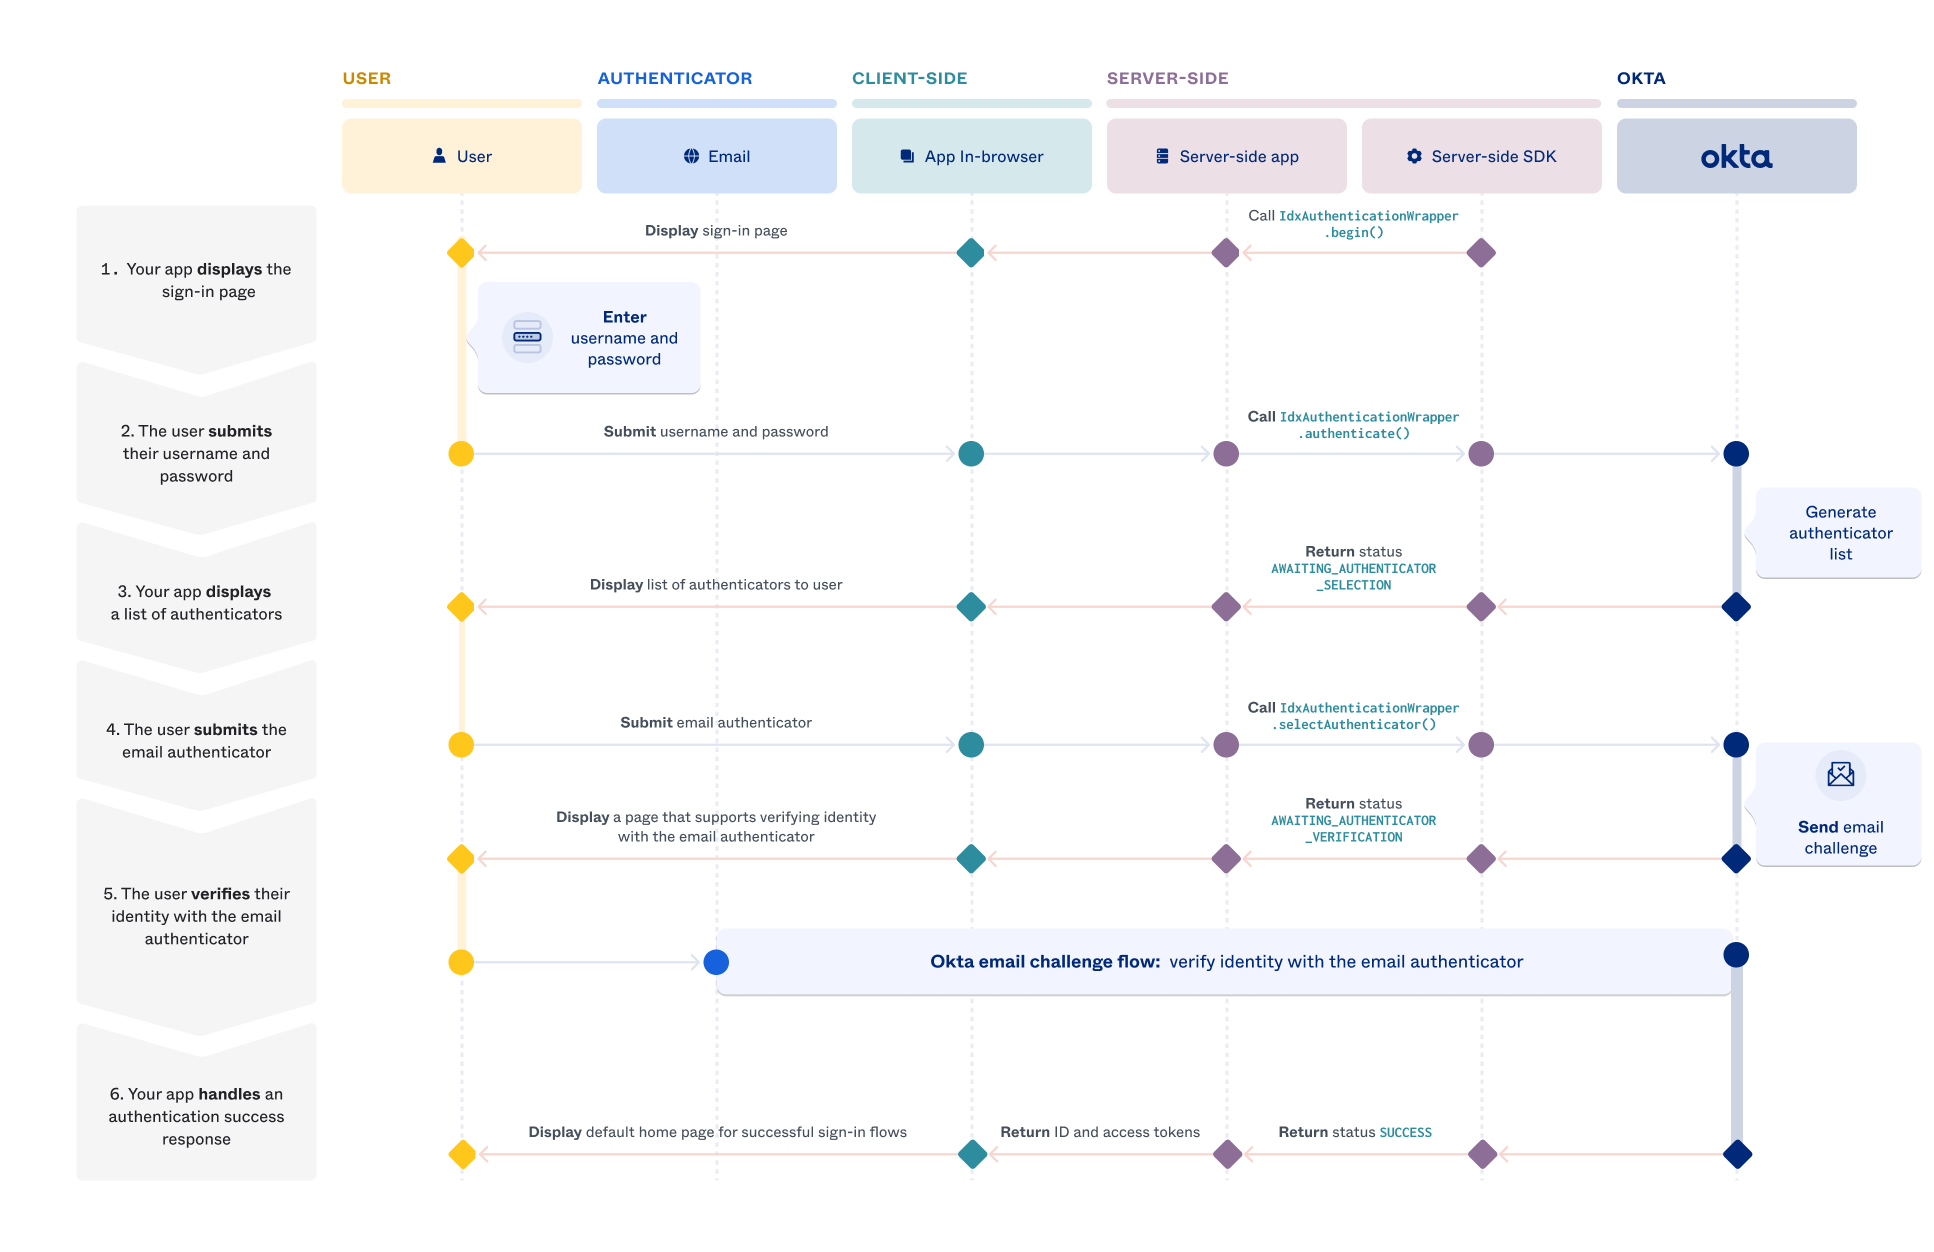 USER
AUTHENTICATOR
CLIENT-SIDE
SERVER-SIDE
OKTA
User
Email
App In-browser
Server-side app
Server-side SDK
okta
1. Your app displays the
sign-in page
Display sign-in page
Call IdxAuthenticationWrapper
.begin()
Enter
username and
password
2. The user submits
their username and
password
Submit username and password
Call IdxAuthenticationWrapper
.authenticate()
Generate
authenticator
list
3. Your app displays
a list of authenticators
Display list of authenticators to user
Return status
AWAITING_AUTHENTICATOR
_SELECTION
4. The user submits the
email authenticator
Submit email authenticator
Call IdxAuthenticationWrapper
.selectAuthenticator()
Send email
challenge
5. The user verifies their
identity with the email
authenticator
Display a page that supports verifying identity
with the email authenticator
Return status
AWAITING_AUTHENTICATOR
_VERIFICATION
Okta email challenge flow: verify identity with the email authenticator
6. Your app handles an
authentication success
response
Display default home page for successful sign-in flows
Return ID and access tokens
Return status SUCCESS